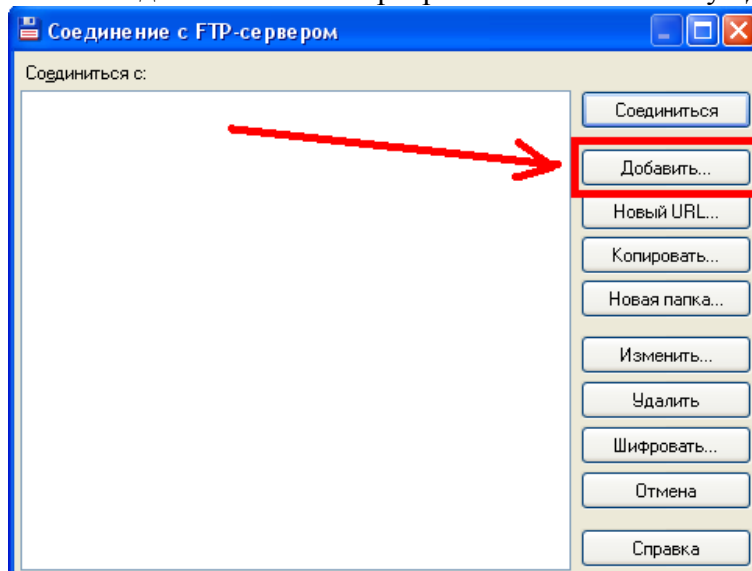 Соединение с FTP-сервером
Соединиться с:
Соединиться
Добавить...
Новый URL...
Копировать...
Новая папка...
Изменить...
Удалить
Шифровать...
Отмена
Справка